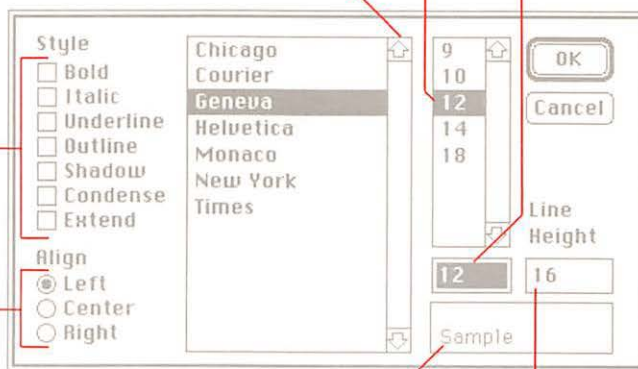 Style
Bold
Italic
Underline
Outline
Shadow
Condense
Extend
Align
Left
Center
Right
Chicago
Courier
Geneva
Helvetica
Monaco
New York
Times
9
10
12
14
18
12
OK
Cancel
Line
Height
16
Sample